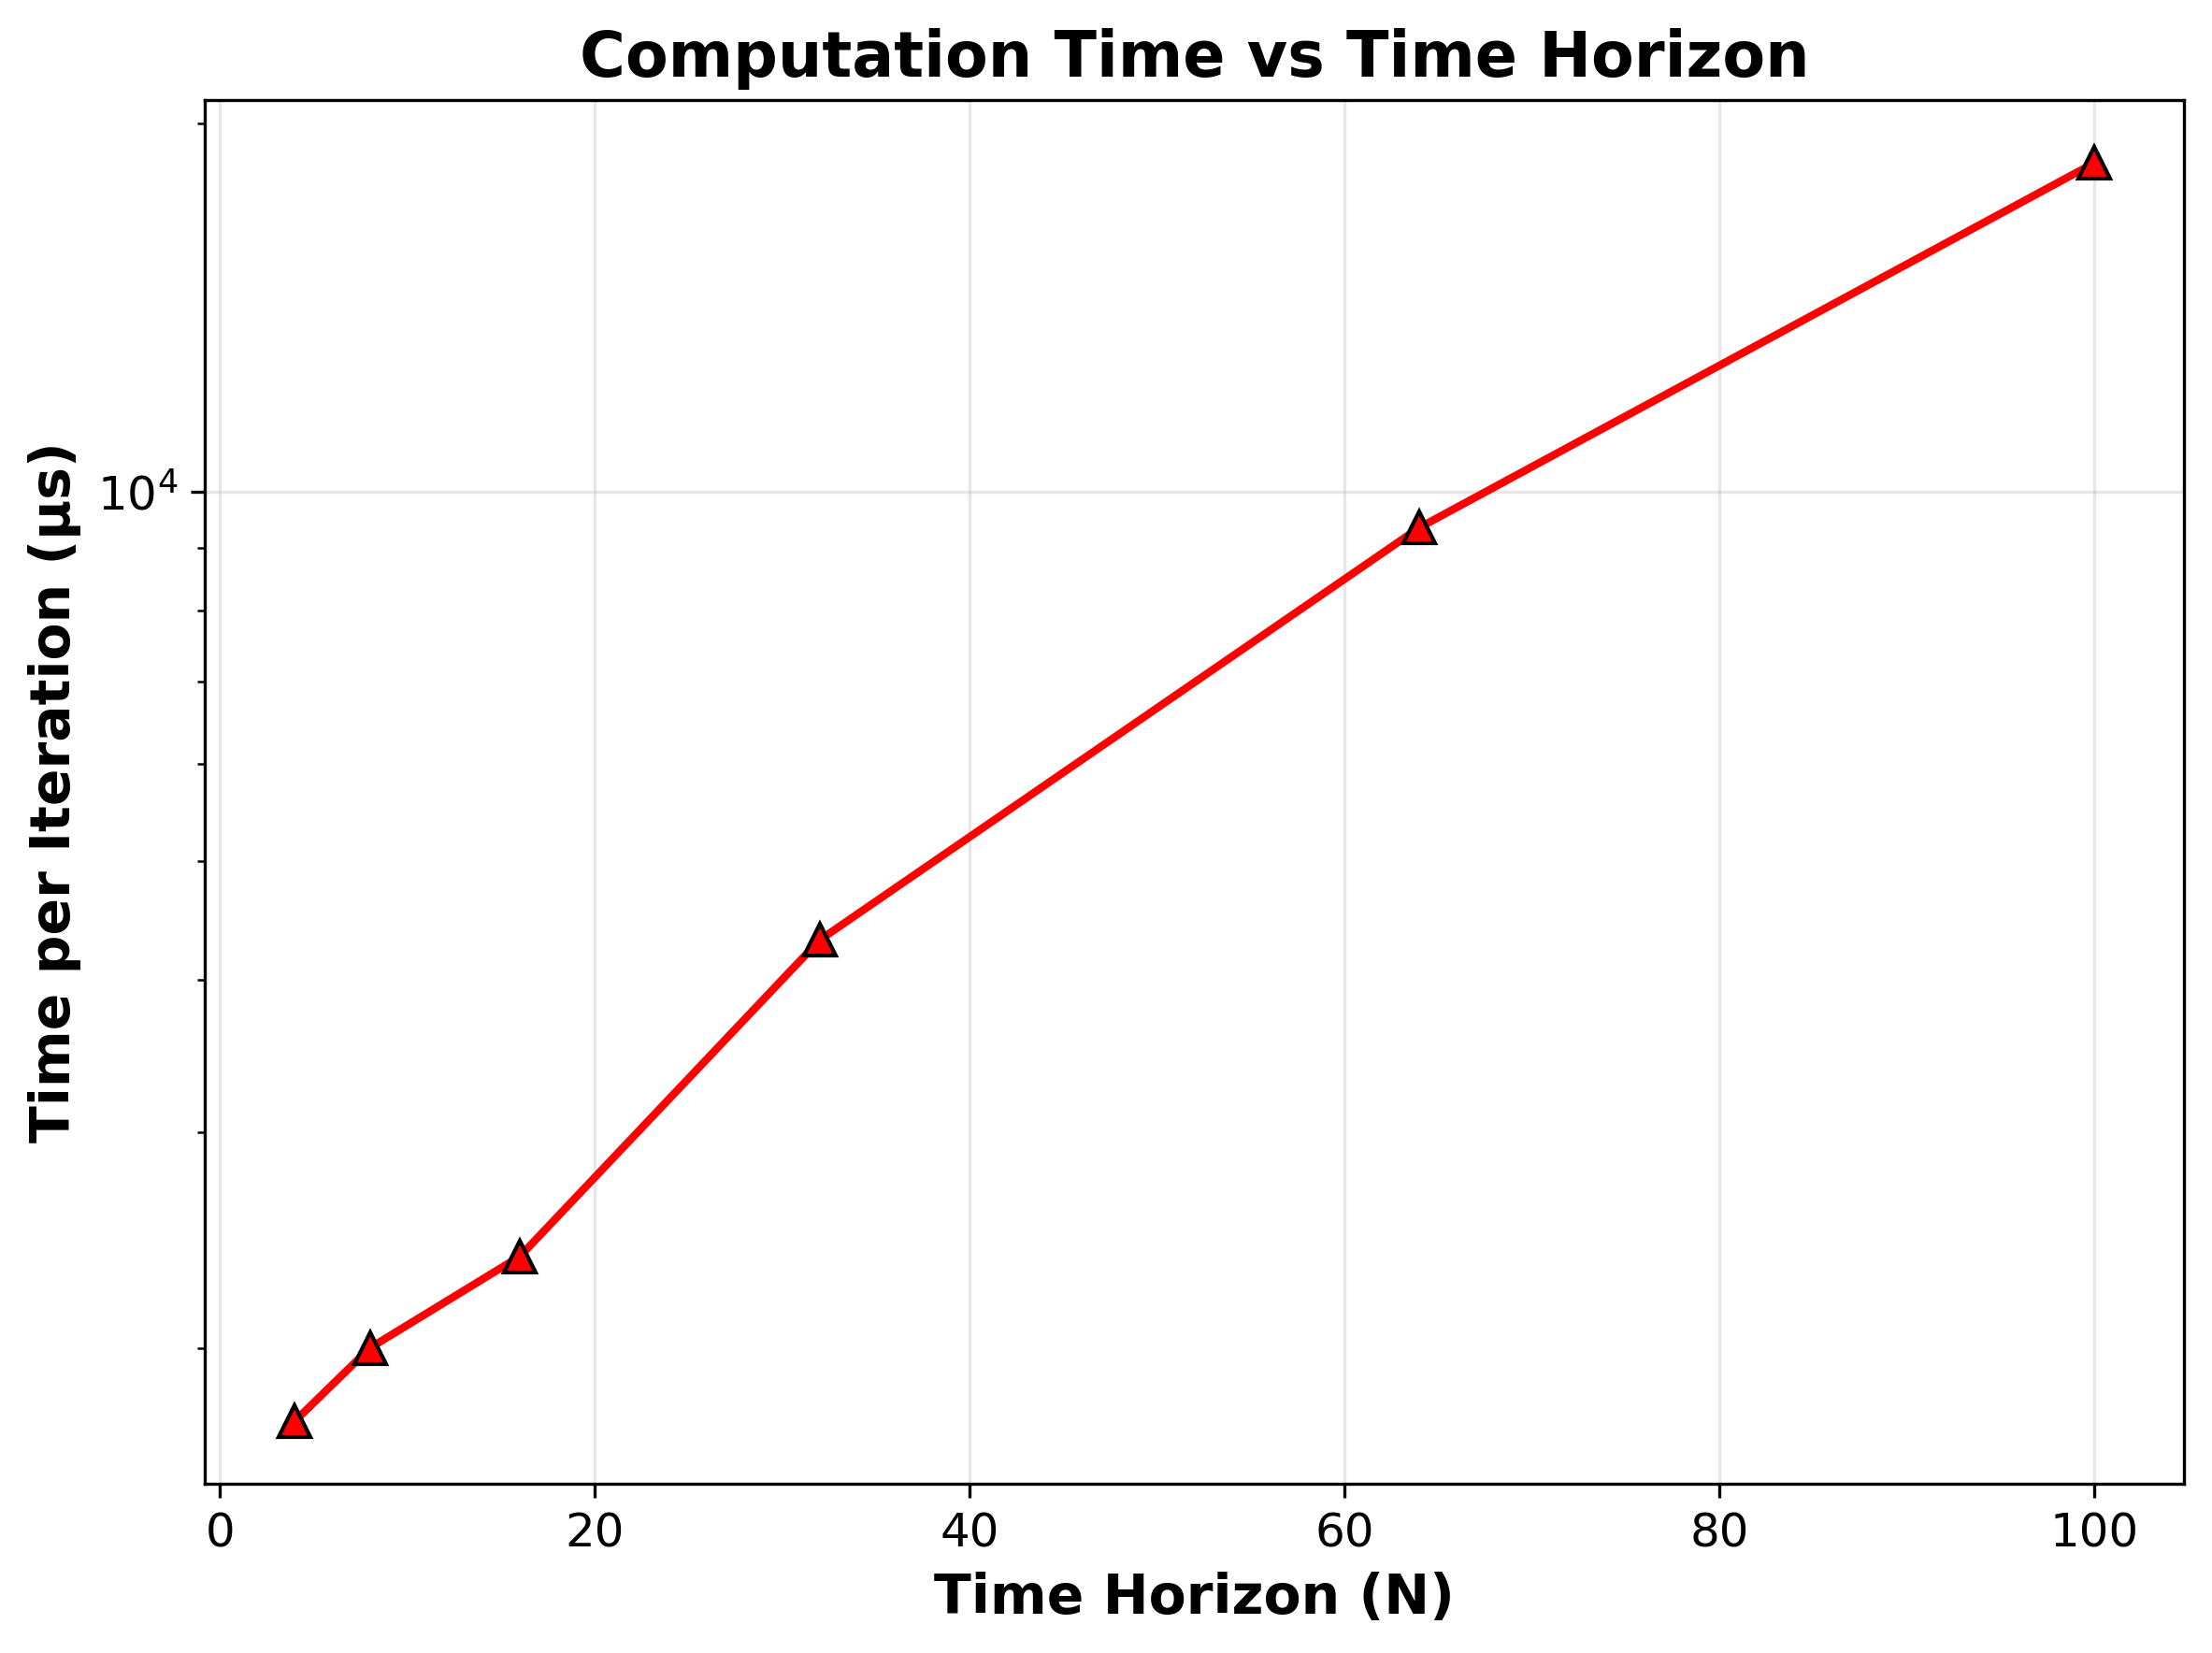 Computation Time vs Time Horizon
Time per Iteration (µs)
10⁴
0 20 40 60 80 100
Time Horizon (N)